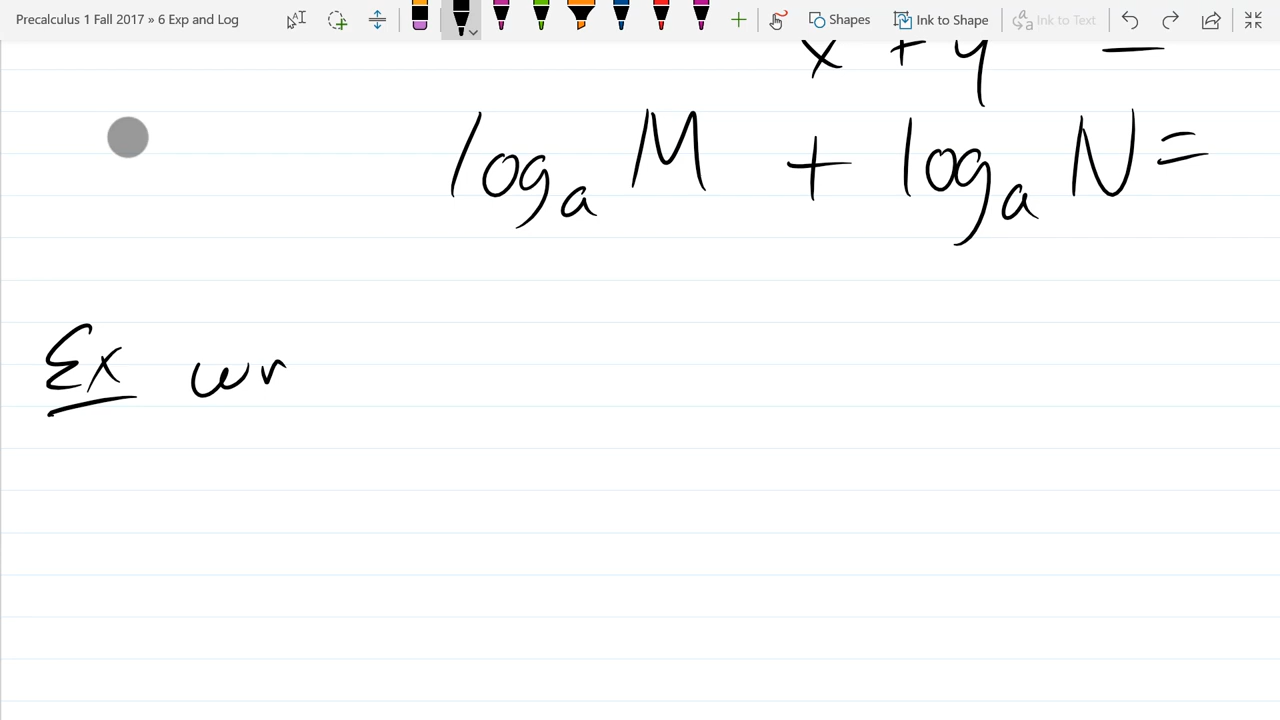 Precalculus 1 Fall 2017 » 6 Exp and Log Shapes Ink to Shape Ink to Text
x + y =
log_a M + log_a N =
Ex wr